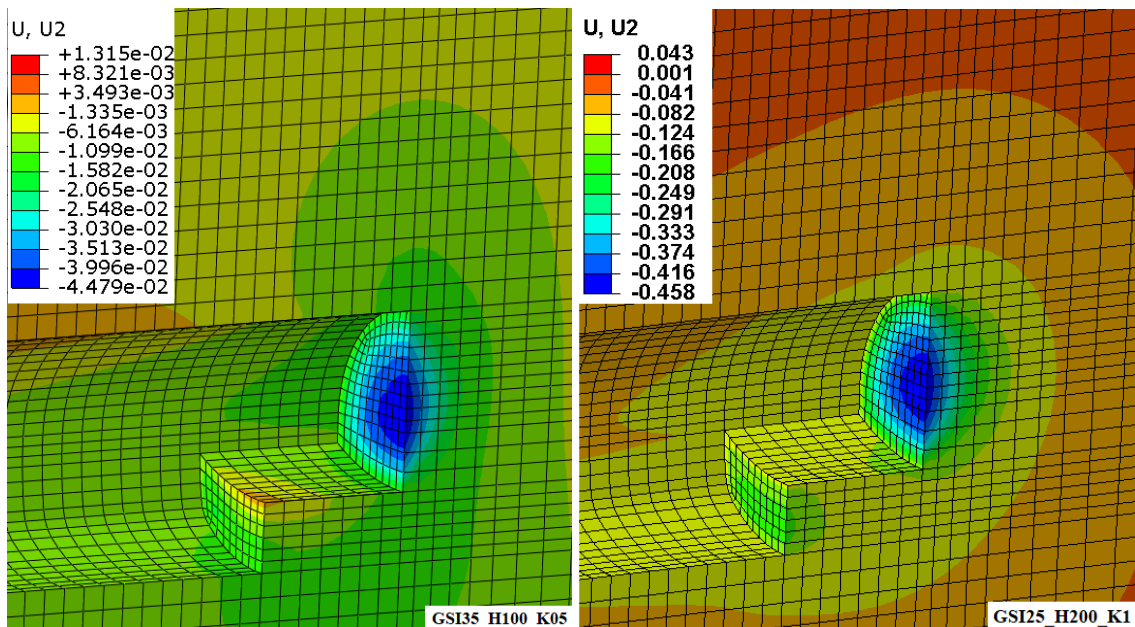 U, U2
+1.315e-02
+8.321e-03
+3.493e-03
-1.335e-03
-6.164e-03
-1.099e-02
-1.582e-02
-2.065e-02
-2.548e-02
-3.030e-02
-3.513e-02
-3.996e-02
-4.479e-02
GSI35_H100_K05
U, U2
0.043
0.001
-0.041
-0.082
-0.124
-0.166
-0.208
-0.249
-0.291
-0.333
-0.374
-0.416
-0.458
GSI25_H200_K1